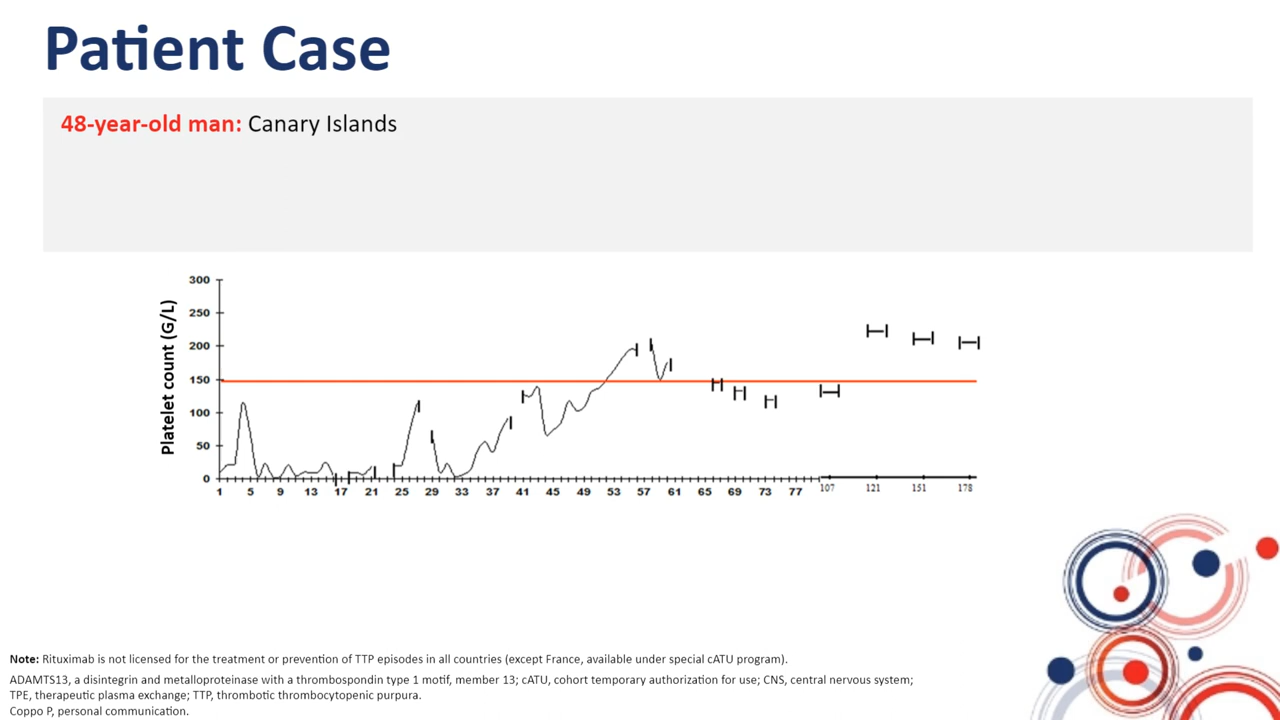 Patient Case
48-year-old man: Canary Islands
Platelet count (G/L)
300
250
200
150
100
50
0
1 5 9 13 17 21 25 29 33 37 41 45 49 53 57 61 65 69 73 77 107 121 151 178
Note: Rituximab is not licensed for the treatment or prevention of TTP episodes in all countries (except France, available under special cATU program).
ADAMTS13, a disintegrin and metalloproteinase with a thrombospondin type 1 motif, member 13; cATU, cohort temporary authorization for use; CNS, central nervous system;
TPE, therapeutic plasma exchange; TTP, thrombotic thrombocytopenic purpura.
Coppo P, personal communication.